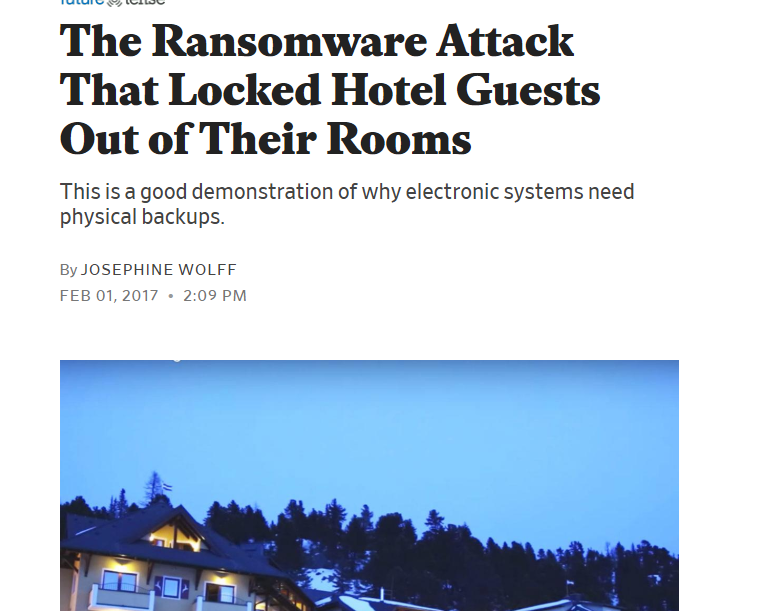 future tense
The Ransomware Attack
That Locked Hotel Guests
Out of Their Rooms
This is a good demonstration of why electronic systems need
physical backups.
By JOSEPHINE WOLFF
FEB 01, 2017 • 2:09 PM